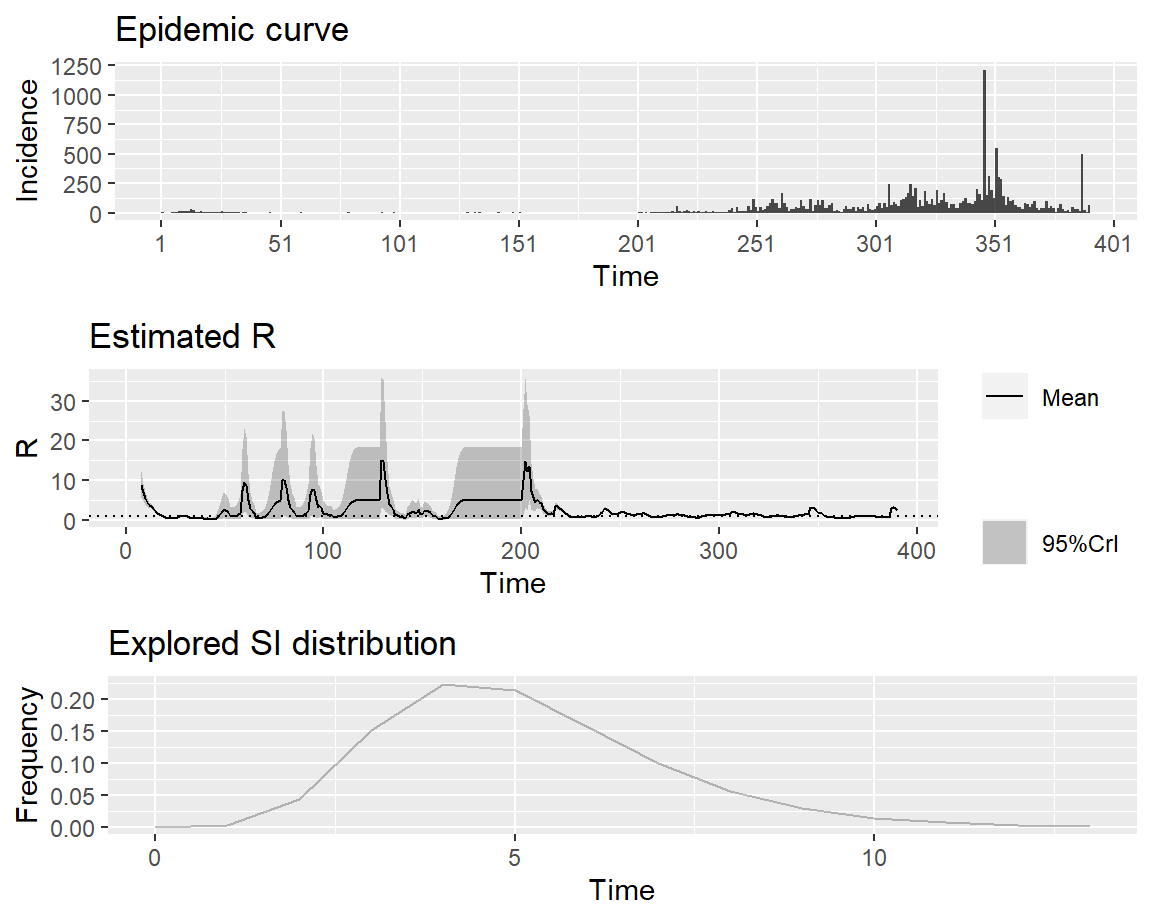 Epidemic curve
Incidence
1250
1000
750
500
250
0
1 51 101 151 201 251 301 351 401
Time
Estimated R
R
30
20
10
0
0 100 200 300 400
Time
Mean
95%CrI
Explored SI distribution
Frequency
0.20
0.15
0.10
0.05
0.00
0 5 10
Time